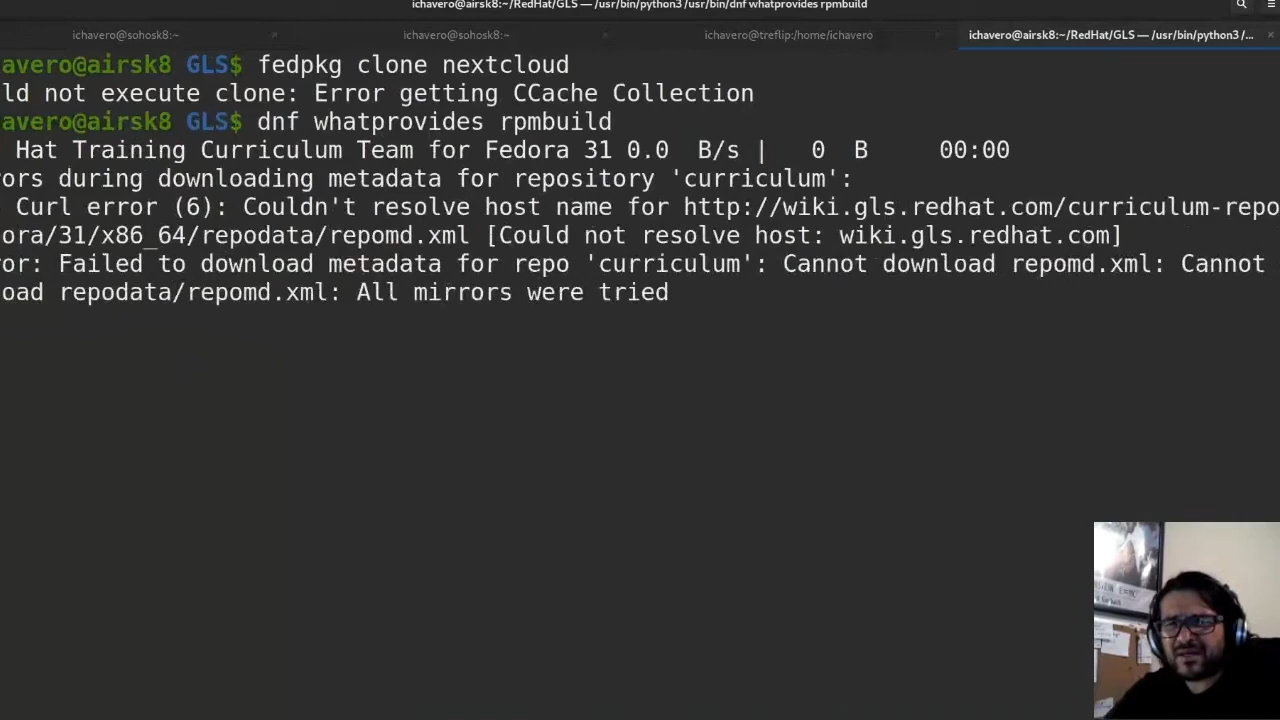 ichavero@airsk8:~/RedHat/GLS — /usr/bin/python3 /usr/bin/dnf whatprovides rpmbuild
ichavero@sohosk8:~ ichavero@sohosk8:~ ichavero@treflip:/home/ichavero ichavero@airsk8:~/RedHat/GLS — /usr/bin/python3 /...
avero@airsk8 GLS$ fedpkg clone nextcloud
ld not execute clone: Error getting CCache Collection
avero@airsk8 GLS$ dnf whatprovides rpmbuild
Hat Training Curriculum Team for Fedora 31 0.0 B/s | 0 B 00:00
rors during downloading metadata for repository 'curriculum':
Curl error (6): Couldn't resolve host name for http://wiki.gls.redhat.com/curriculum-repo
ora/31/x86_64/repodata/repomd.xml [Could not resolve host: wiki.gls.redhat.com]
ror: Failed to download metadata for repo 'curriculum': Cannot download repomd.xml: Cannot
oad repodata/repomd.xml: All mirrors were tried